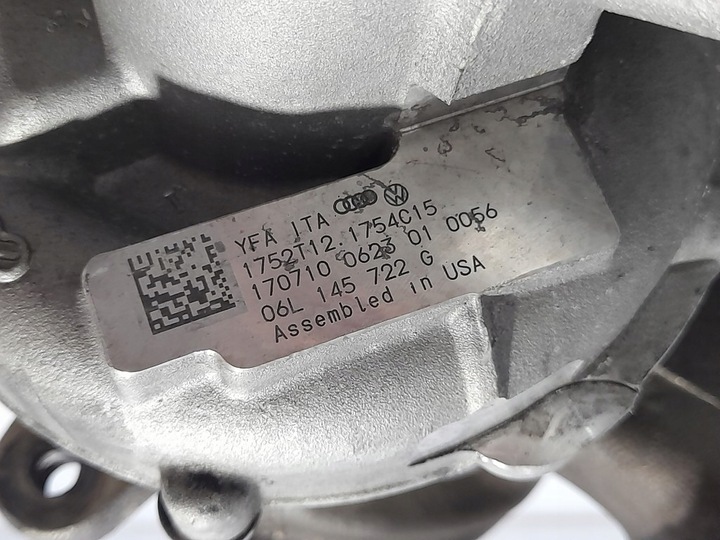 YFA ITA
1752T12.1754C15
170710 0623 01 0056
06L 145 722 G
Assembled in USA